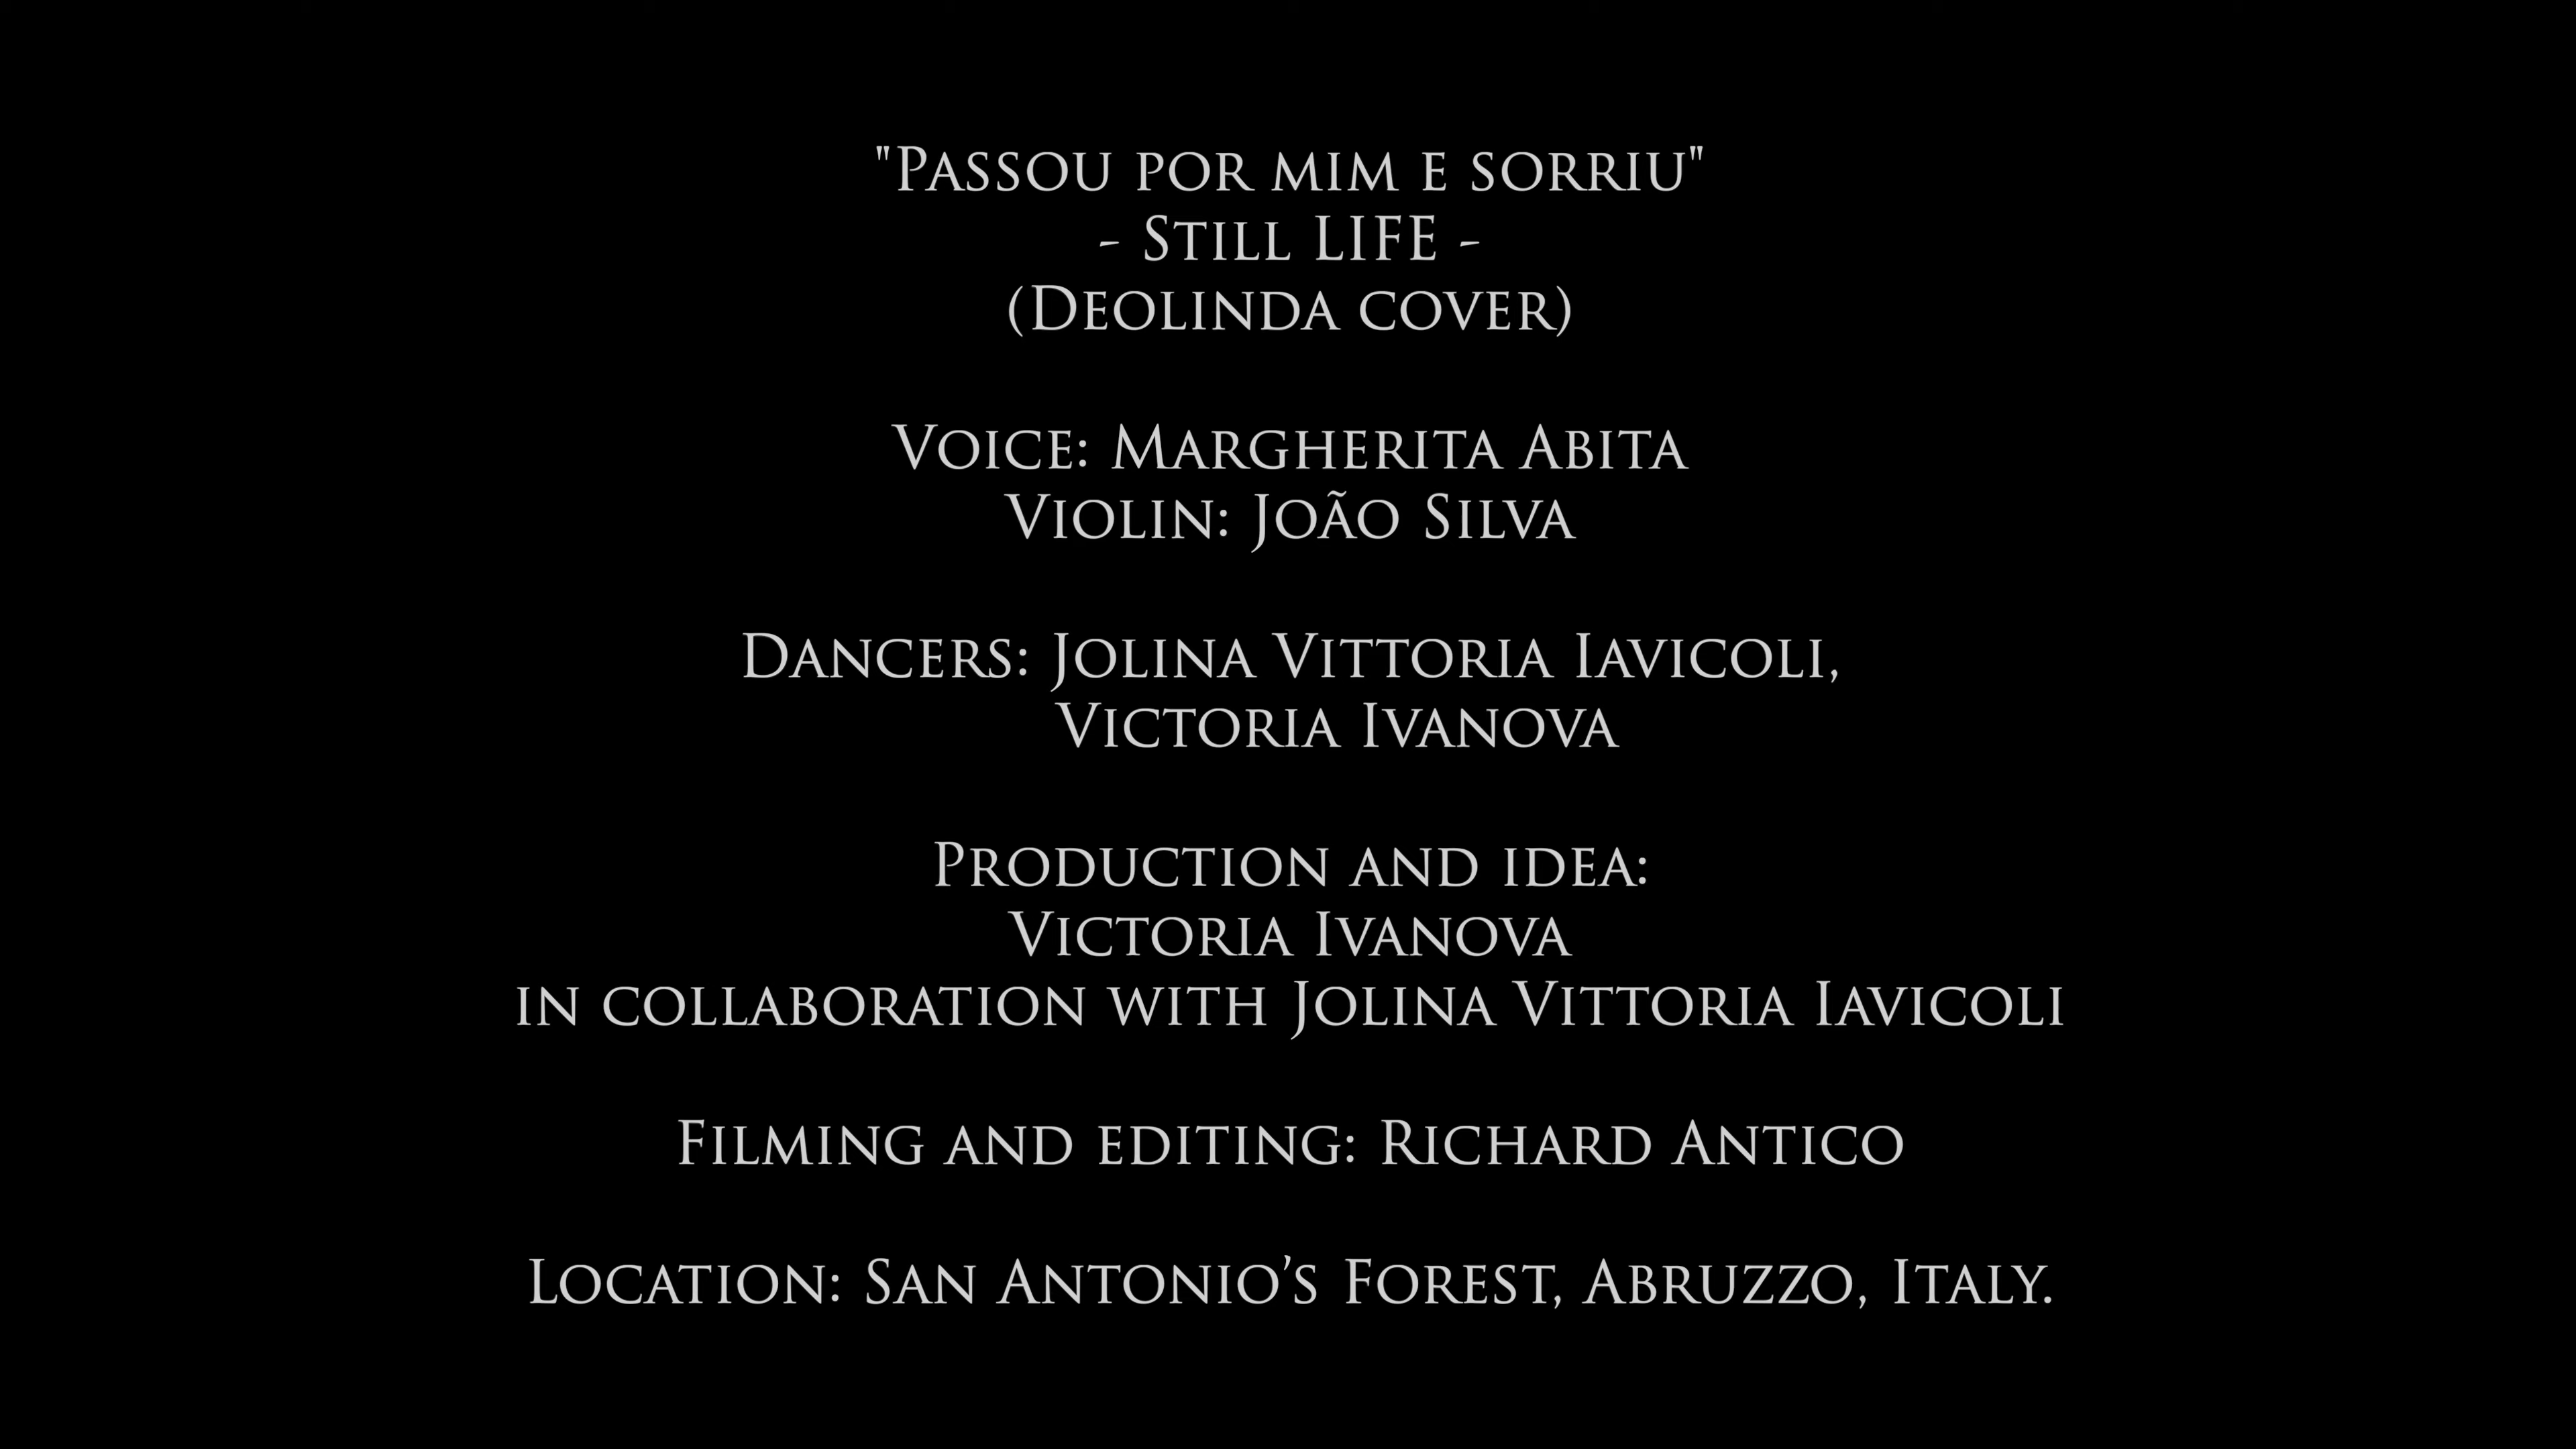 "Passou por mim e sorriu"
- Still LIFE -
(Deolinda cover)
Voice: Margherita Abita
Violin: João Silva
Dancers: Jolina Vittoria Iavicoli,
Victoria Ivanova
Production and idea:
Victoria Ivanova
in collaboration with Jolina Vittoria Iavicoli
Filming and editing: Richard Antico
Location: San Antonio’s Forest, Abruzzo, Italy.